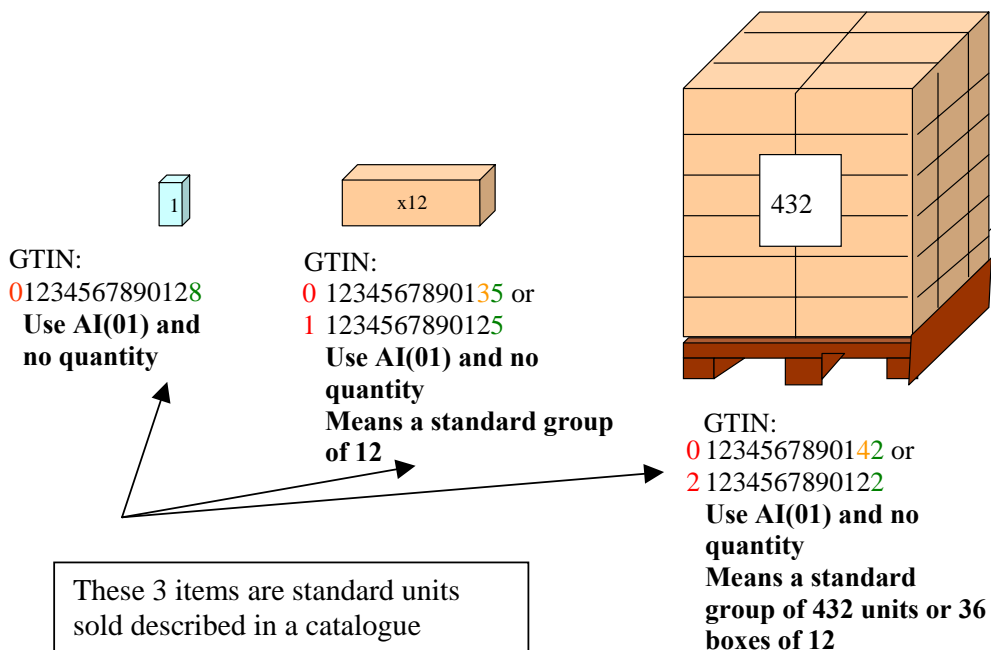 1
GTIN:
01234567890128
Use AI(01) and
no quantity
x12
GTIN:
0 1234567890135 or
1 1234567890125
Use AI(01) and no
quantity
Means a standard group
of 12
432
GTIN:
0 1234567890142 or
2 1234567890122
Use AI(01) and no
quantity
Means a standard
group of 432 units or 36
boxes of 12
These 3 items are standard units
sold described in a catalogue